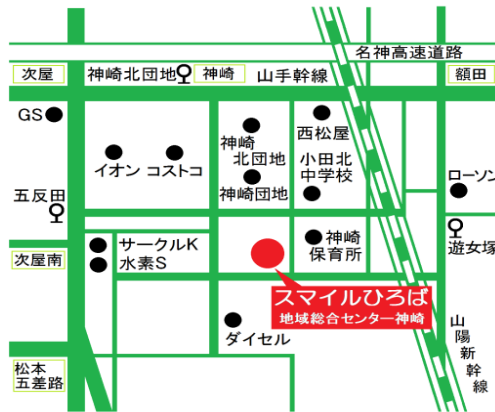 名神高速道路
次屋
神崎北団地
神崎
山手幹線
額田
GS
西松屋
神崎
北団地
小田北
中学校
イオン
コストコ
神崎団地
ローソン
五反田
サークルK
水素S
神崎
保育所
遊女塚
次屋南
スマイルひろば
地域総合センター神崎
ダイセル
山陽新幹線
松本
五差路